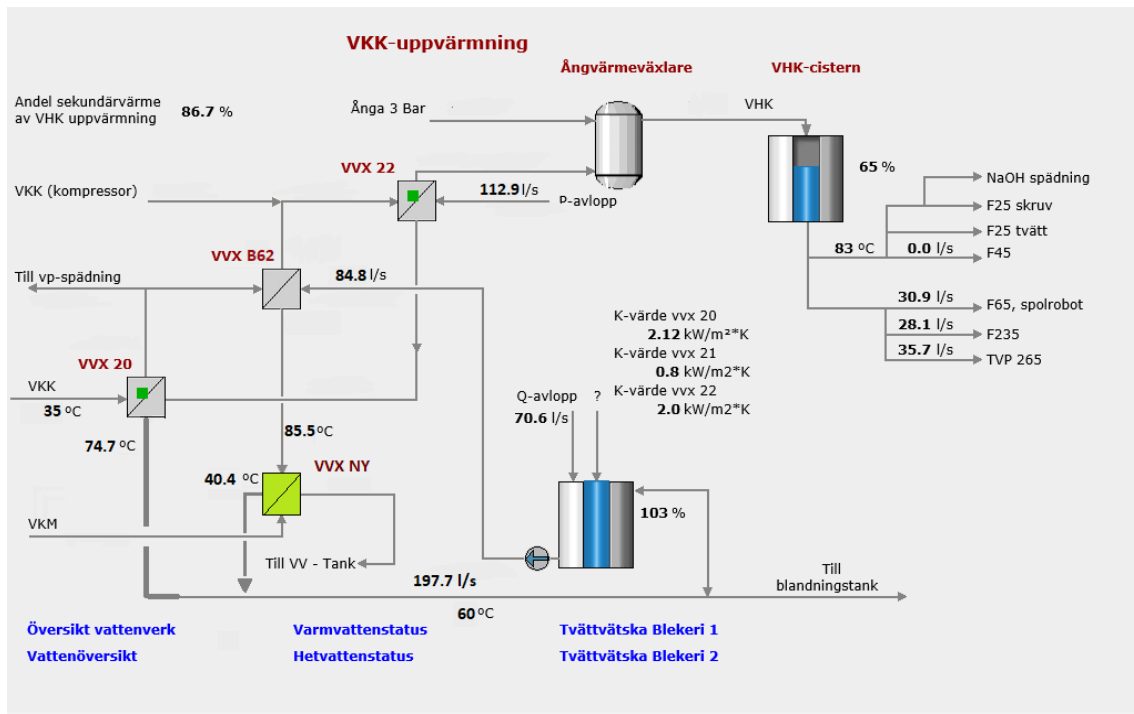 VKK-uppvärmning
Ångvärmeväxlare
VHK-cistern
Andel sekundärvärme
av VHK uppvärmning
86.7 %
Ånga 3 Bar
VHK
VVX 22
65 %
VKK (kompressor)
112.9 l/s
P-avlopp
NaOH spädning
F25 skruv
F25 tvätt
83 ºC
0.0 l/s
F45
VVX B62
Till vp-spädning
84.8 l/s
30.9 l/s
F65, spolrobot
28.1 l/s
F235
35.7 l/s
TVP 265
K-värde vvx 20
2.12 kW/m²*K
K-värde vvx 21
0.8 kW/m2*K
K-värde vvx 22
2.0 kW/m2*K
VVX 20
VKK
35 ºC
Q-avlopp ?
70.6 l/s
74.7 ºC
85.5 ºC
VVX NY
40.4 ºC
103 %
VKM
Till VV - Tank
197.7 l/s
60 ºC
Till
blandningstank
Översikt vattenverk
Varmvattenstatus
Tvättvätska Blekeri 1
Vattenöversikt
Hetvattenstatus
Tvättvätska Blekeri 2